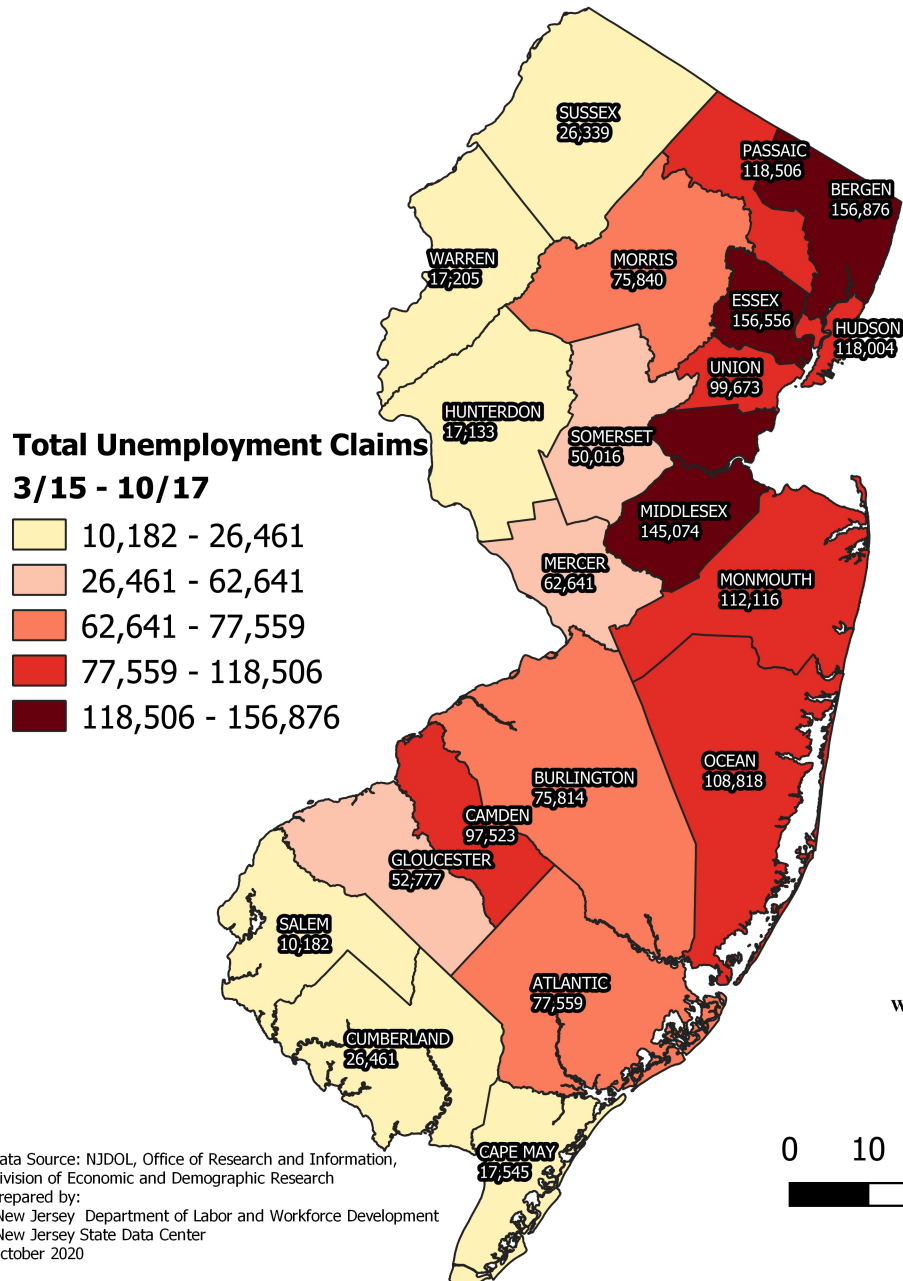 SUSSEX
26,339
PASSAIC
118,506
BERGEN
156,876
WARREN
17,205
MORRIS
75,840
ESSEX
156,556
HUDSON
118,004
UNION
99,673
HUNTERDON
17,133
SOMERSET
50,016
Total Unemployment Claims
3/15 - 10/17
10,182 - 26,461
26,461 - 62,641
62,641 - 77,559
77,559 - 118,506
118,506 - 156,876
MIDDLESEX
145,074
MERCER
62,641
MONMOUTH
112,116
OCEAN
108,818
BURLINGTON
75,814
CAMDEN
97,523
GLOUCESTER
52,777
SALEM
10,182
ATLANTIC
77,559
W
CUMBERLAND
26,461
CAPE MAY
17,545
0 10
ata Source: NJDOL, Office of Research and Information,
ivision of Economic and Demographic Research
repared by:
New Jersey Department of Labor and Workforce Development
New Jersey State Data Center
ctober 2020